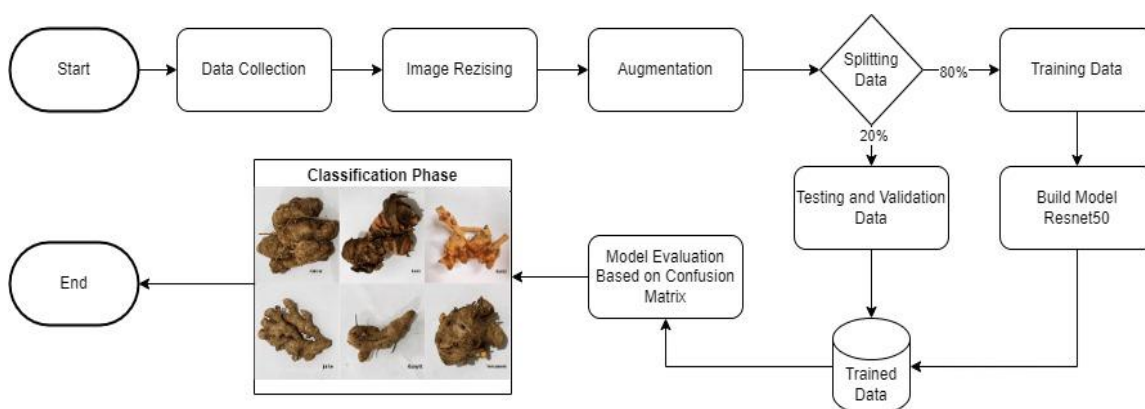 Start
Data Collection
Image Rezising
Augmentation
Splitting
Data
80%
Training Data
20%
Testing and Validation
Data
Build Model
Resnet50
Trained
Data
Model Evaluation
Based on Confusion
Matrix
Classification Phase
End